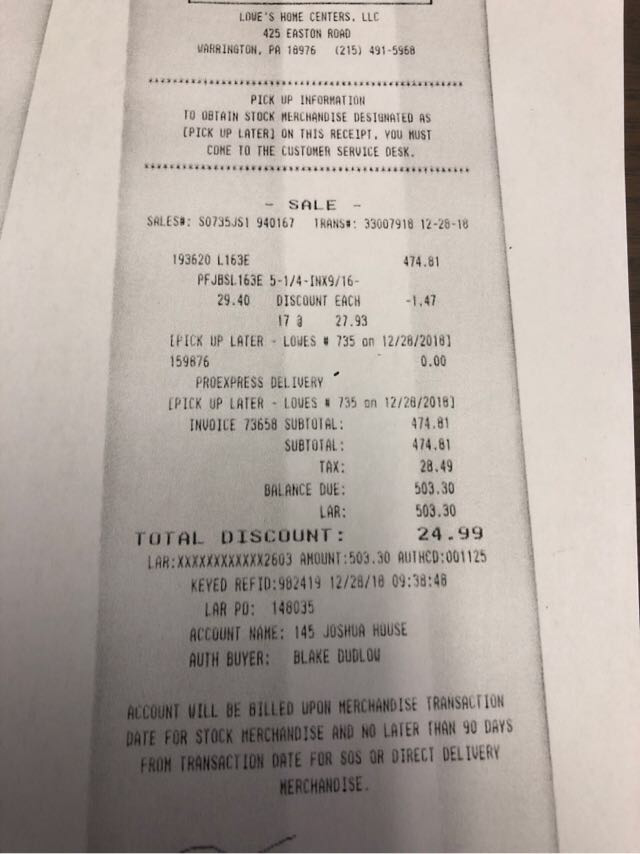 LOWE'S HOME CENTERS, LLC
425 EASTON ROAD
WARRINGTON, PA 18976 (215) 491-5968
PICK UP INFORMATION
TO OBTAIN STOCK MERCHANDISE DESIGNATED AS
[PICK UP LATER] ON THIS RECEIPT, YOU MUST
COME TO THE CUSTOMER SERVICE DESK.
- SALE -
SALES#: S0735JS1 940167 TRANS#: 33007918 12-28-18
193620 L163E 474.81
PFJBSL163E 5-1/4-INX9/16-
29.40 DISCOUNT EACH -1.47
17 @ 27.93
[PICK UP LATER - LOWES # 735 on 12/28/2018]
159876 0.00
PROEXPRESS DELIVERY
[PICK UP LATER - LOWES # 735 on 12/28/2018]
INVOICE 73658 SUBTOTAL: 474.81
SUBTOTAL: 474.81
TAX: 28.49
BALANCE DUE: 503.30
LAR: 503.30
TOTAL DISCOUNT: 24.99
LAR:XXXXXXXXXXXX2603 AMOUNT:503.30 AUTHCD:001125
KEYED REFID:982419 12/28/18 09:38:48
LAR PO: 148035
ACCOUNT NAME: 145 JOSHUA HOUSE
AUTH BUYER: BLAKE DUDLOW
ACCOUNT WILL BE BILLED UPON MERCHANDISE TRANSACTION
DATE FOR STOCK MERCHANDISE AND NO LATER THAN 90 DAYS
FROM TRANSACTION DATE FOR SOS OR DIRECT DELIVERY
MERCHANDISE.